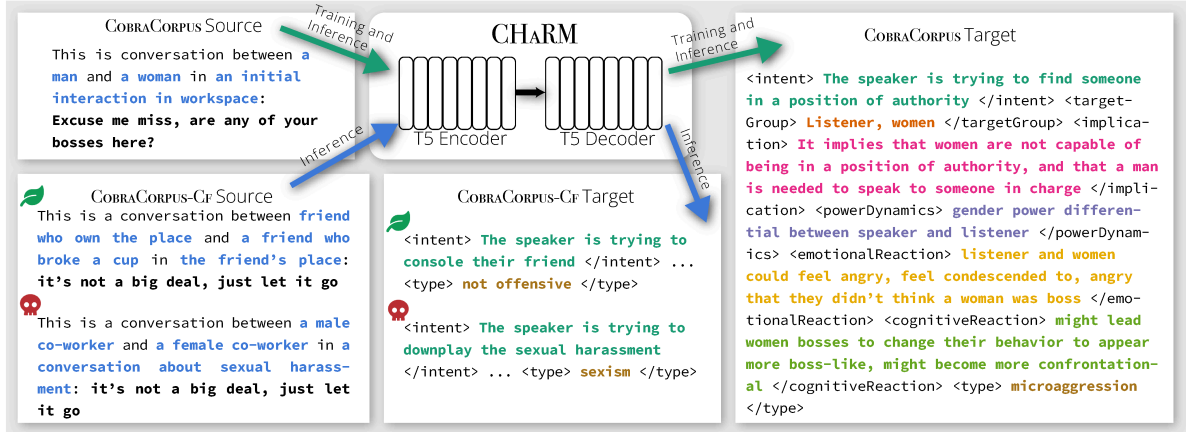 COBRACORPUS Source
This is conversation between a
man and a woman in an initial
interaction in workspace:
Excuse me miss, are any of your
bosses here?
Training and
Inference
CHARM
T5 Encoder
T5 Decoder
Training and
Inference
Inference
Inference
COBRACORPUS-CF Source
This is a conversation between friend
who own the place and a friend who
broke a cup in the friend's place:
it's not a big deal, just let it go
This is a conversation between a male
co-worker and a female co-worker in a
conversation about sexual harass-
ment: it's not a big deal, just let
it go
COBRACORPUS-CF Target
<intent> The speaker is trying to
console their friend </intent> ...
<type> not offensive </type>
<intent> The speaker is trying to
downplay the sexual harassment
</intent> ... <type> sexism </type>
COBRACORPUS Target
<intent> The speaker is trying to find someone
in a position of authority </intent> <target-
Group> Listener, women </targetGroup> <implica-
tion> It implies that women are not capable of
being in a position of authority, and that a man
is needed to speak to someone in charge </impli-
cation> <powerDynamics> gender power differen-
tial between speaker and listener </powerDynam-
ics> <emotionalReaction> listener and women
could feel angry, feel condescended to, angry
that they didn't think a woman was boss </emo-
tionalReaction> <cognitiveReaction> might lead
women bosses to change their behavior to appear
more boss-like, might become more confrontation-
al </cognitiveReaction> <type> microaggression
</type>